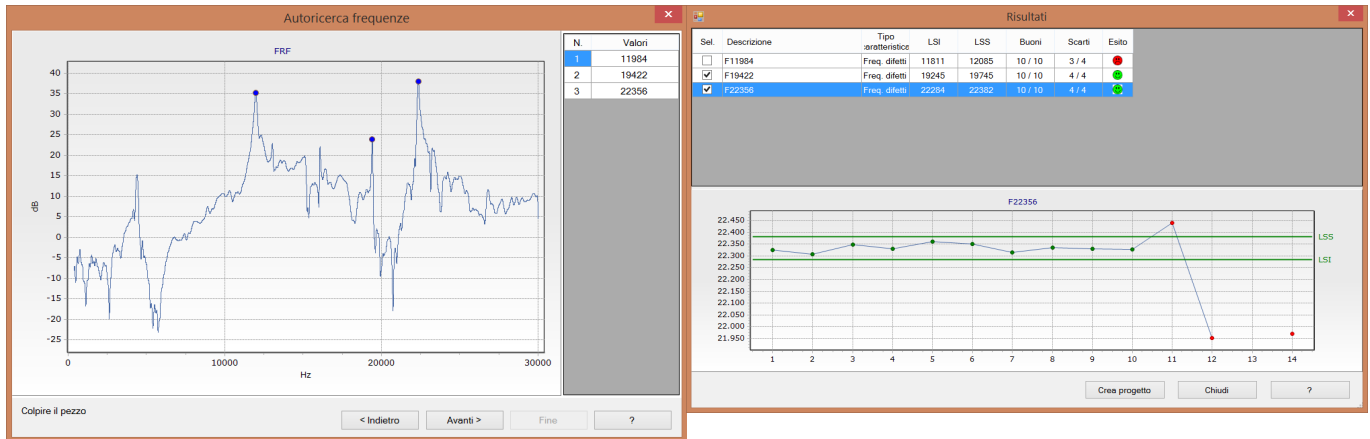 Autoricerca frequenze
FRF
40
35
30
25
20
15
10
5
0
-5
-10
-15
-20
-25
dB
0 10000 20000 30000
Hz
N. Valori
1 11984
2 19422
3 22356
Colpire il pezzo
< Indietro Avanti > Fine ?
Risultati
Sel. Descrizione Tipo caratteristica LSI LSS Buoni Scarti Esito
F11984 Freq. difetti 11811 12085 10 / 10 3 / 4
F19422 Freq. difetti 19245 19745 10 / 10 4 / 4
F22356 Freq. difetti 22284 22382 10 / 10 4 / 4
F22356
22.450
22.400
22.350
22.300
22.250
22.200
22.150
22.100
22.050
22.000
21.950
LSS
LSI
1 2 3 4 5 6 7 8 9 10 11 12 13 14
Crea progetto Chiudi ?